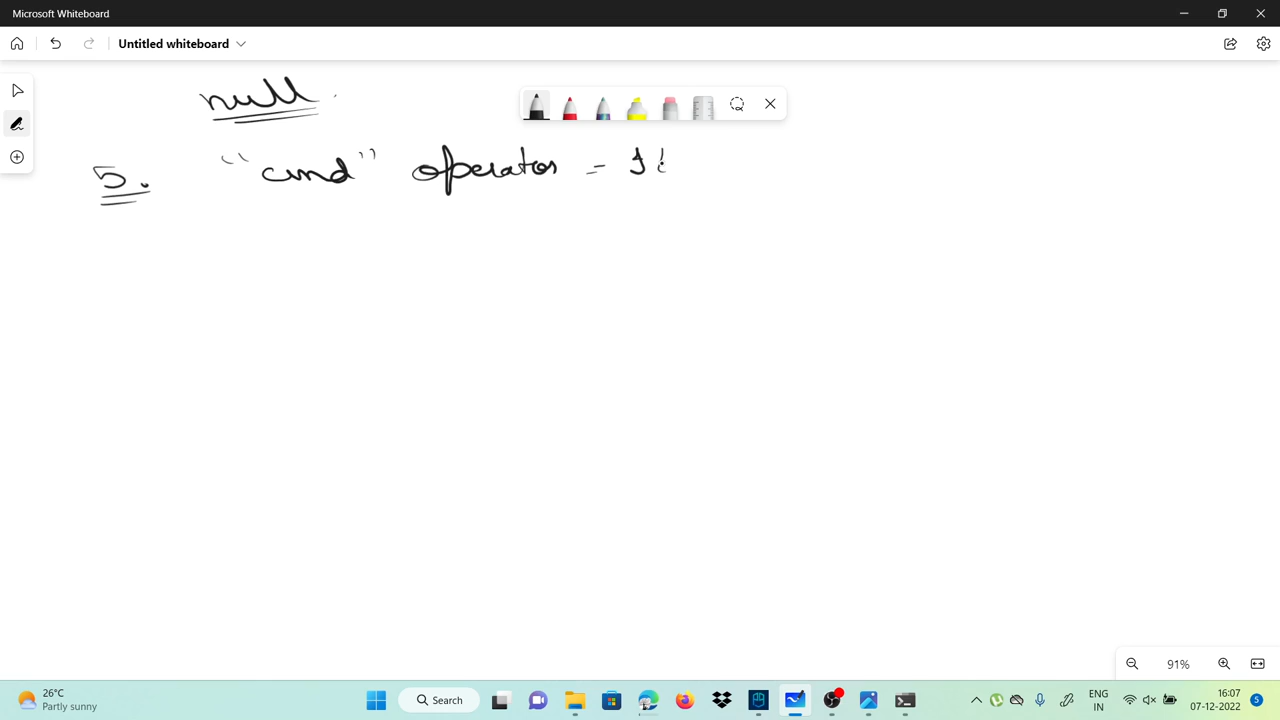 Microsoft Whiteboard
Untitled whiteboard
null
5. "and" operator =
91%
26°C
Partly sunny
Search
ENG
IN
16:07
07-12-2022
5